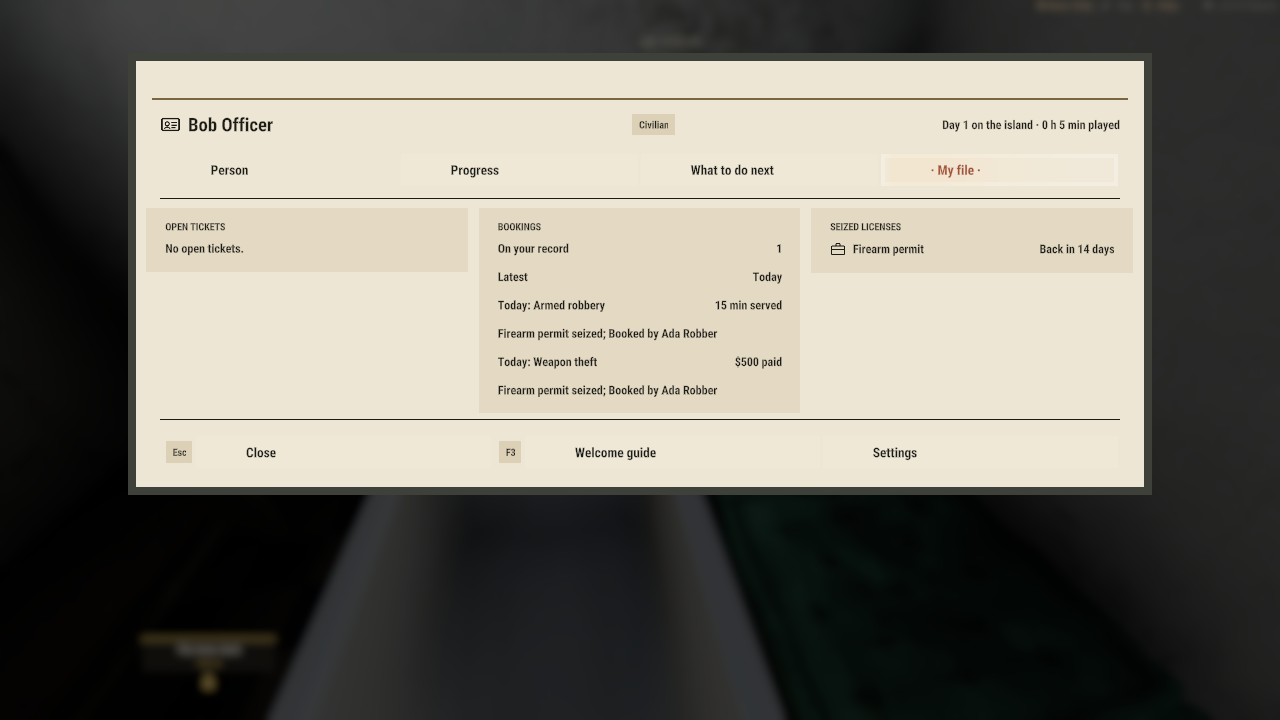 Bob Officer
Civilian
Day 1 on the island · 0 h 5 min played
Person
Progress
What to do next
· My file ·
OPEN TICKETS
No open tickets.
BOOKINGS
On your record 1
Latest Today
Today: Armed robbery 15 min served
Firearm permit seized; Booked by Ada Robber
Today: Weapon theft $500 paid
Firearm permit seized; Booked by Ada Robber
SEIZED LICENSES
Firearm permit Back in 14 days
Esc Close
F3 Welcome guide
Settings